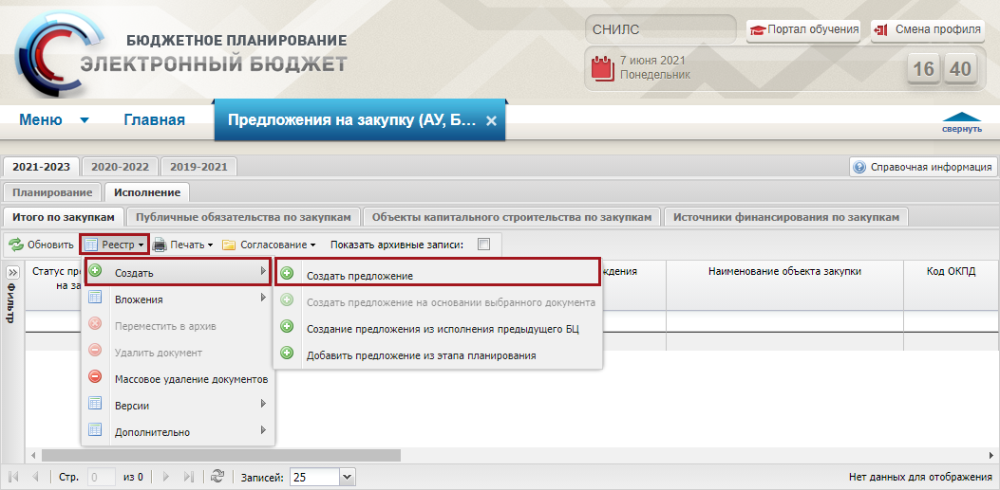 БЮДЖЕТНОЕ ПЛАНИРОВАНИЕ
ЭЛЕКТРОННЫЙ БЮДЖЕТ
СНИЛС
Портал обучения
Смена профиля
7 июня 2021
Понедельник
16 40
Меню
Главная
Предложения на закупку (АУ, Б...
свернуть
2021-2023
2020-2022
2019-2021
Справочная информация
Планирование
Исполнение
Итого по закупкам
Публичные обязательства по закупкам
Объекты капитального строительства по закупкам
Источники финансирования по закупкам
Обновить
Реестр
Печать
Согласование
Показать архивные записи:
Фильтр
Статус пр
на за
ждения
Наименование объекта закупки
Код ОКПД
Создать
Вложения
Переместить в архив
Удалить документ
Массовое удаление документов
Версии
Дополнительно
Создать предложение
Создать предложение на основании выбранного документа
Создание предложения из исполнения предыдущего БЦ
Добавить предложение из этапа планирования
Стр. 0 из 0
Записей: 25
Нет данных для отображения